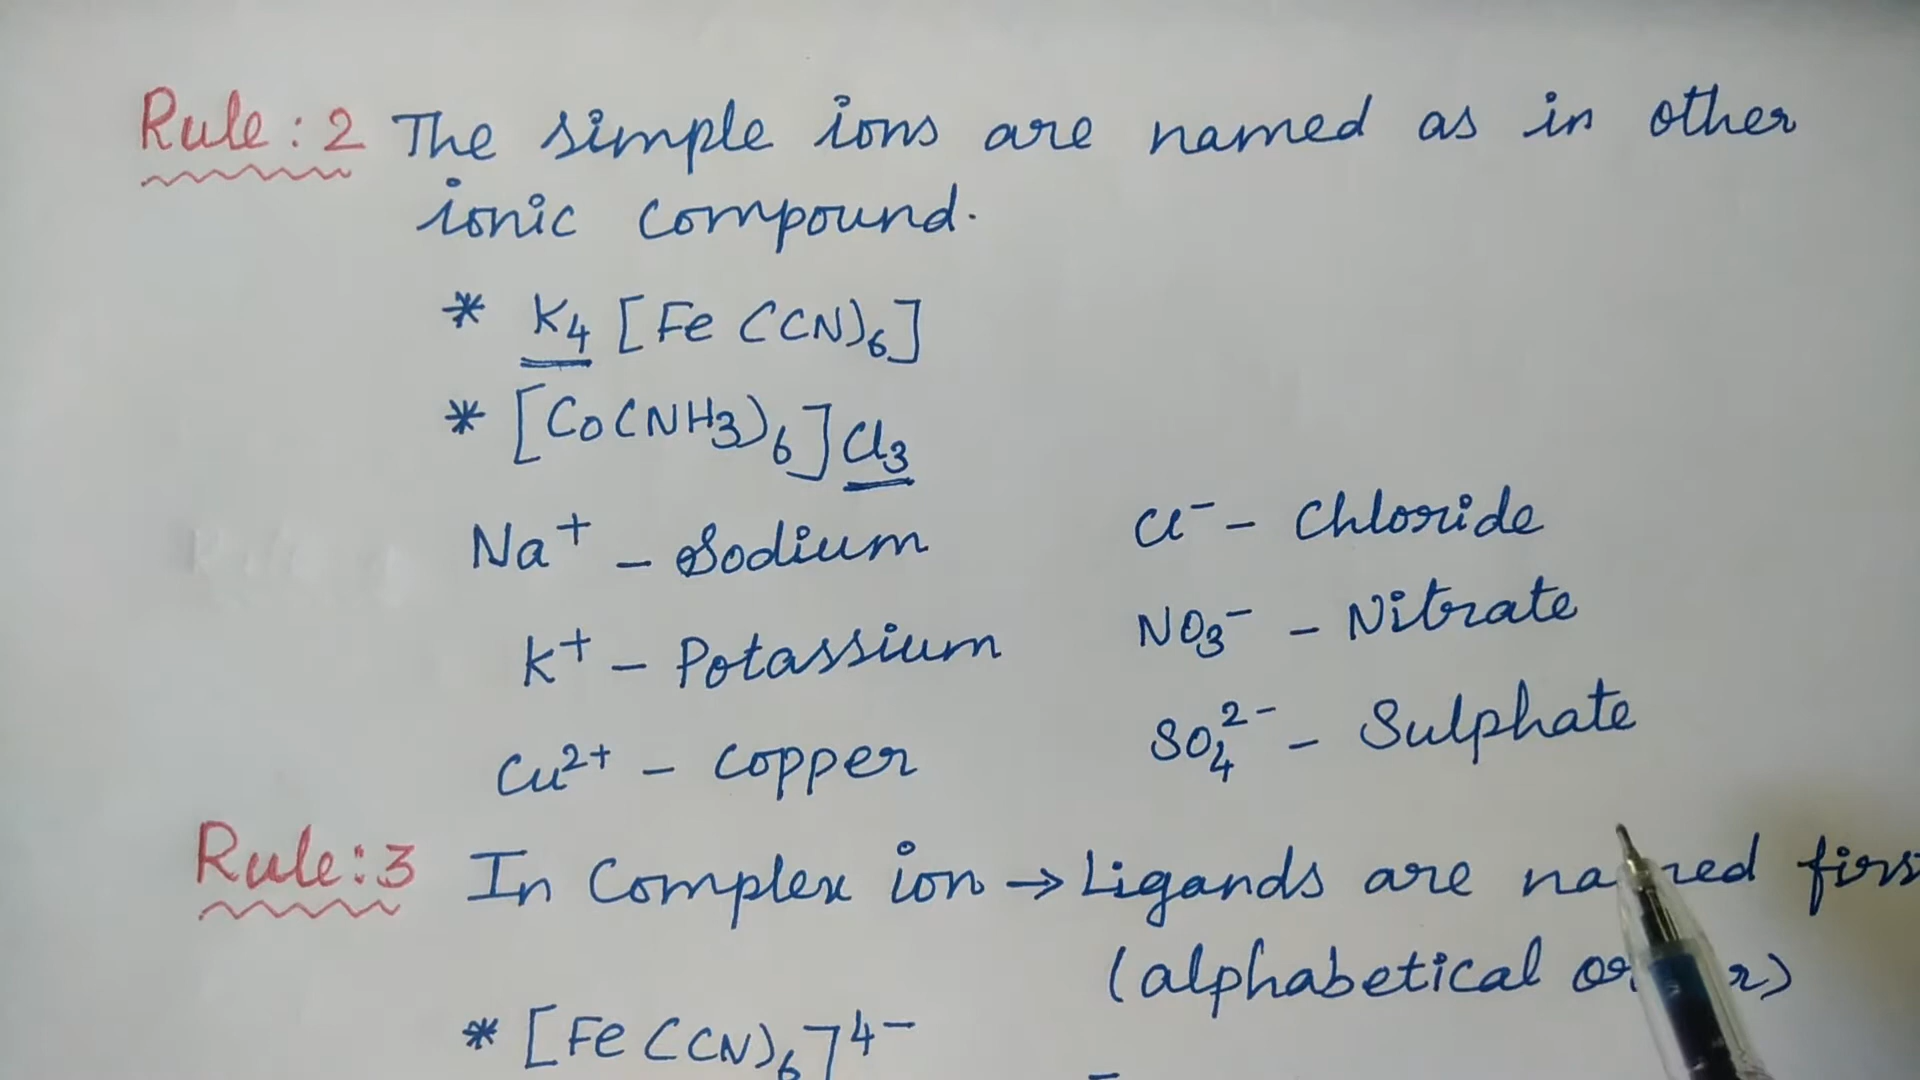 Rule:2 The simple ions are named as in other
ionic compound.
* K₄ [Fe(CN)₆]
* [Co(NH3)₆]Cl₃
Na⁺ – Sodium
Cl⁻ – Chloride
K⁺ – Potassium
NO₃⁻ – Nitrate
Cu²⁺ – Copper
SO₄²⁻ – Sulphate
Rule:3 In Complex ion → Ligands are named
(alphabetical order)
* [Fe(CN)₆]⁴⁻